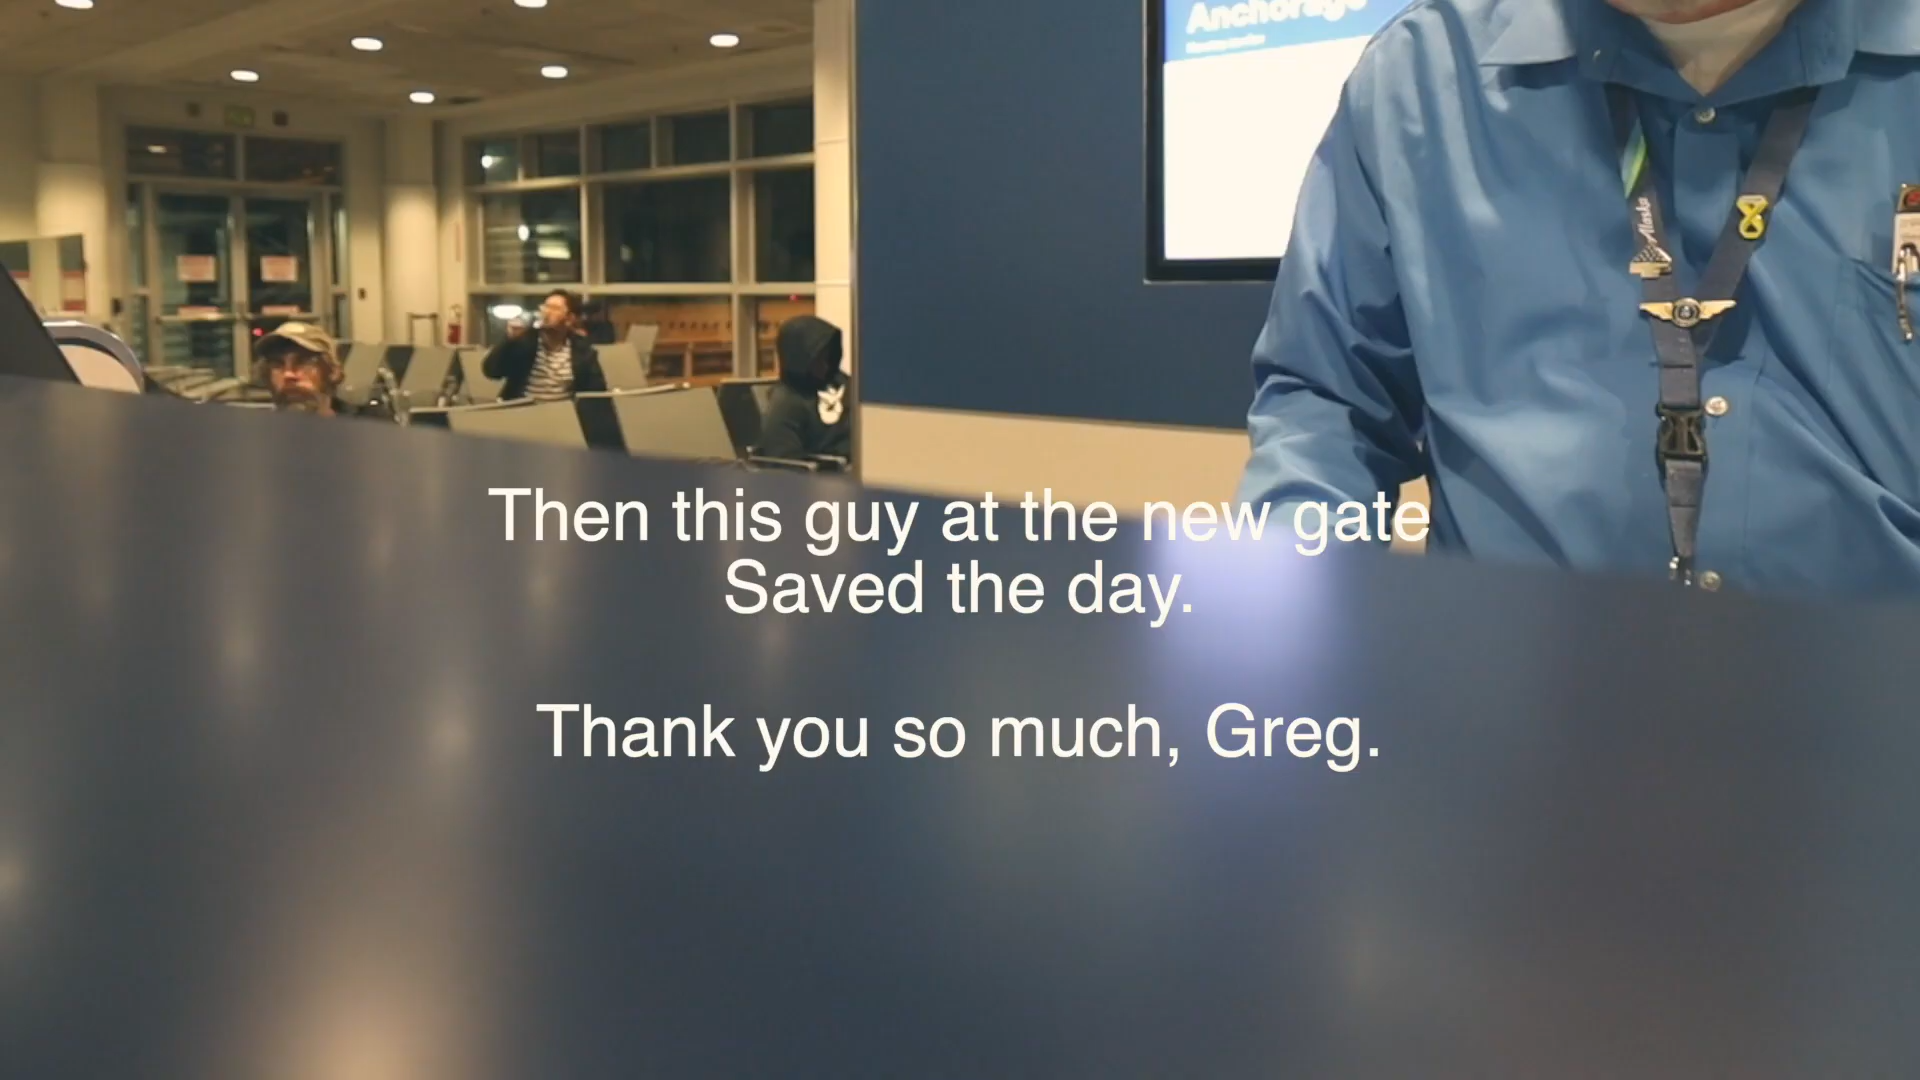 Anchorage
Alaska
Then this guy at the new gate
Saved the day.
Thank you so much, Greg.